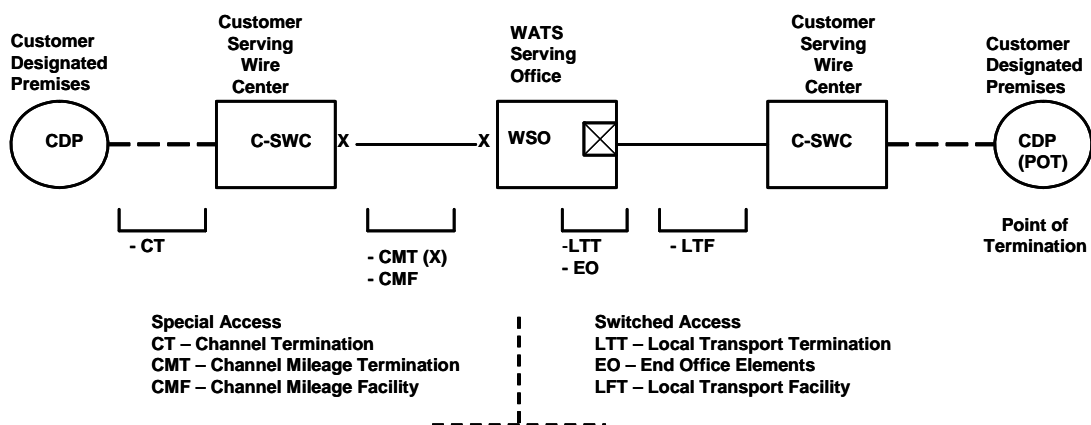 Customer
Designated
Premises
Customer
Serving
Wire
Center
WATS
Serving
Office
Customer
Serving
Wire
Center
Customer
Designated
Premises
CDP
C-SWC
X
X
WSO
C-SWC
CDP
(POT)
- CT
- CMT (X)
- CMF
-LTT
- EO
- LTF
Point of
Termination
Special Access
CT – Channel Termination
CMT – Channel Mileage Termination
CMF – Channel Mileage Facility
Switched Access
LTT – Local Transport Termination
EO – End Office Elements
LFT – Local Transport Facility